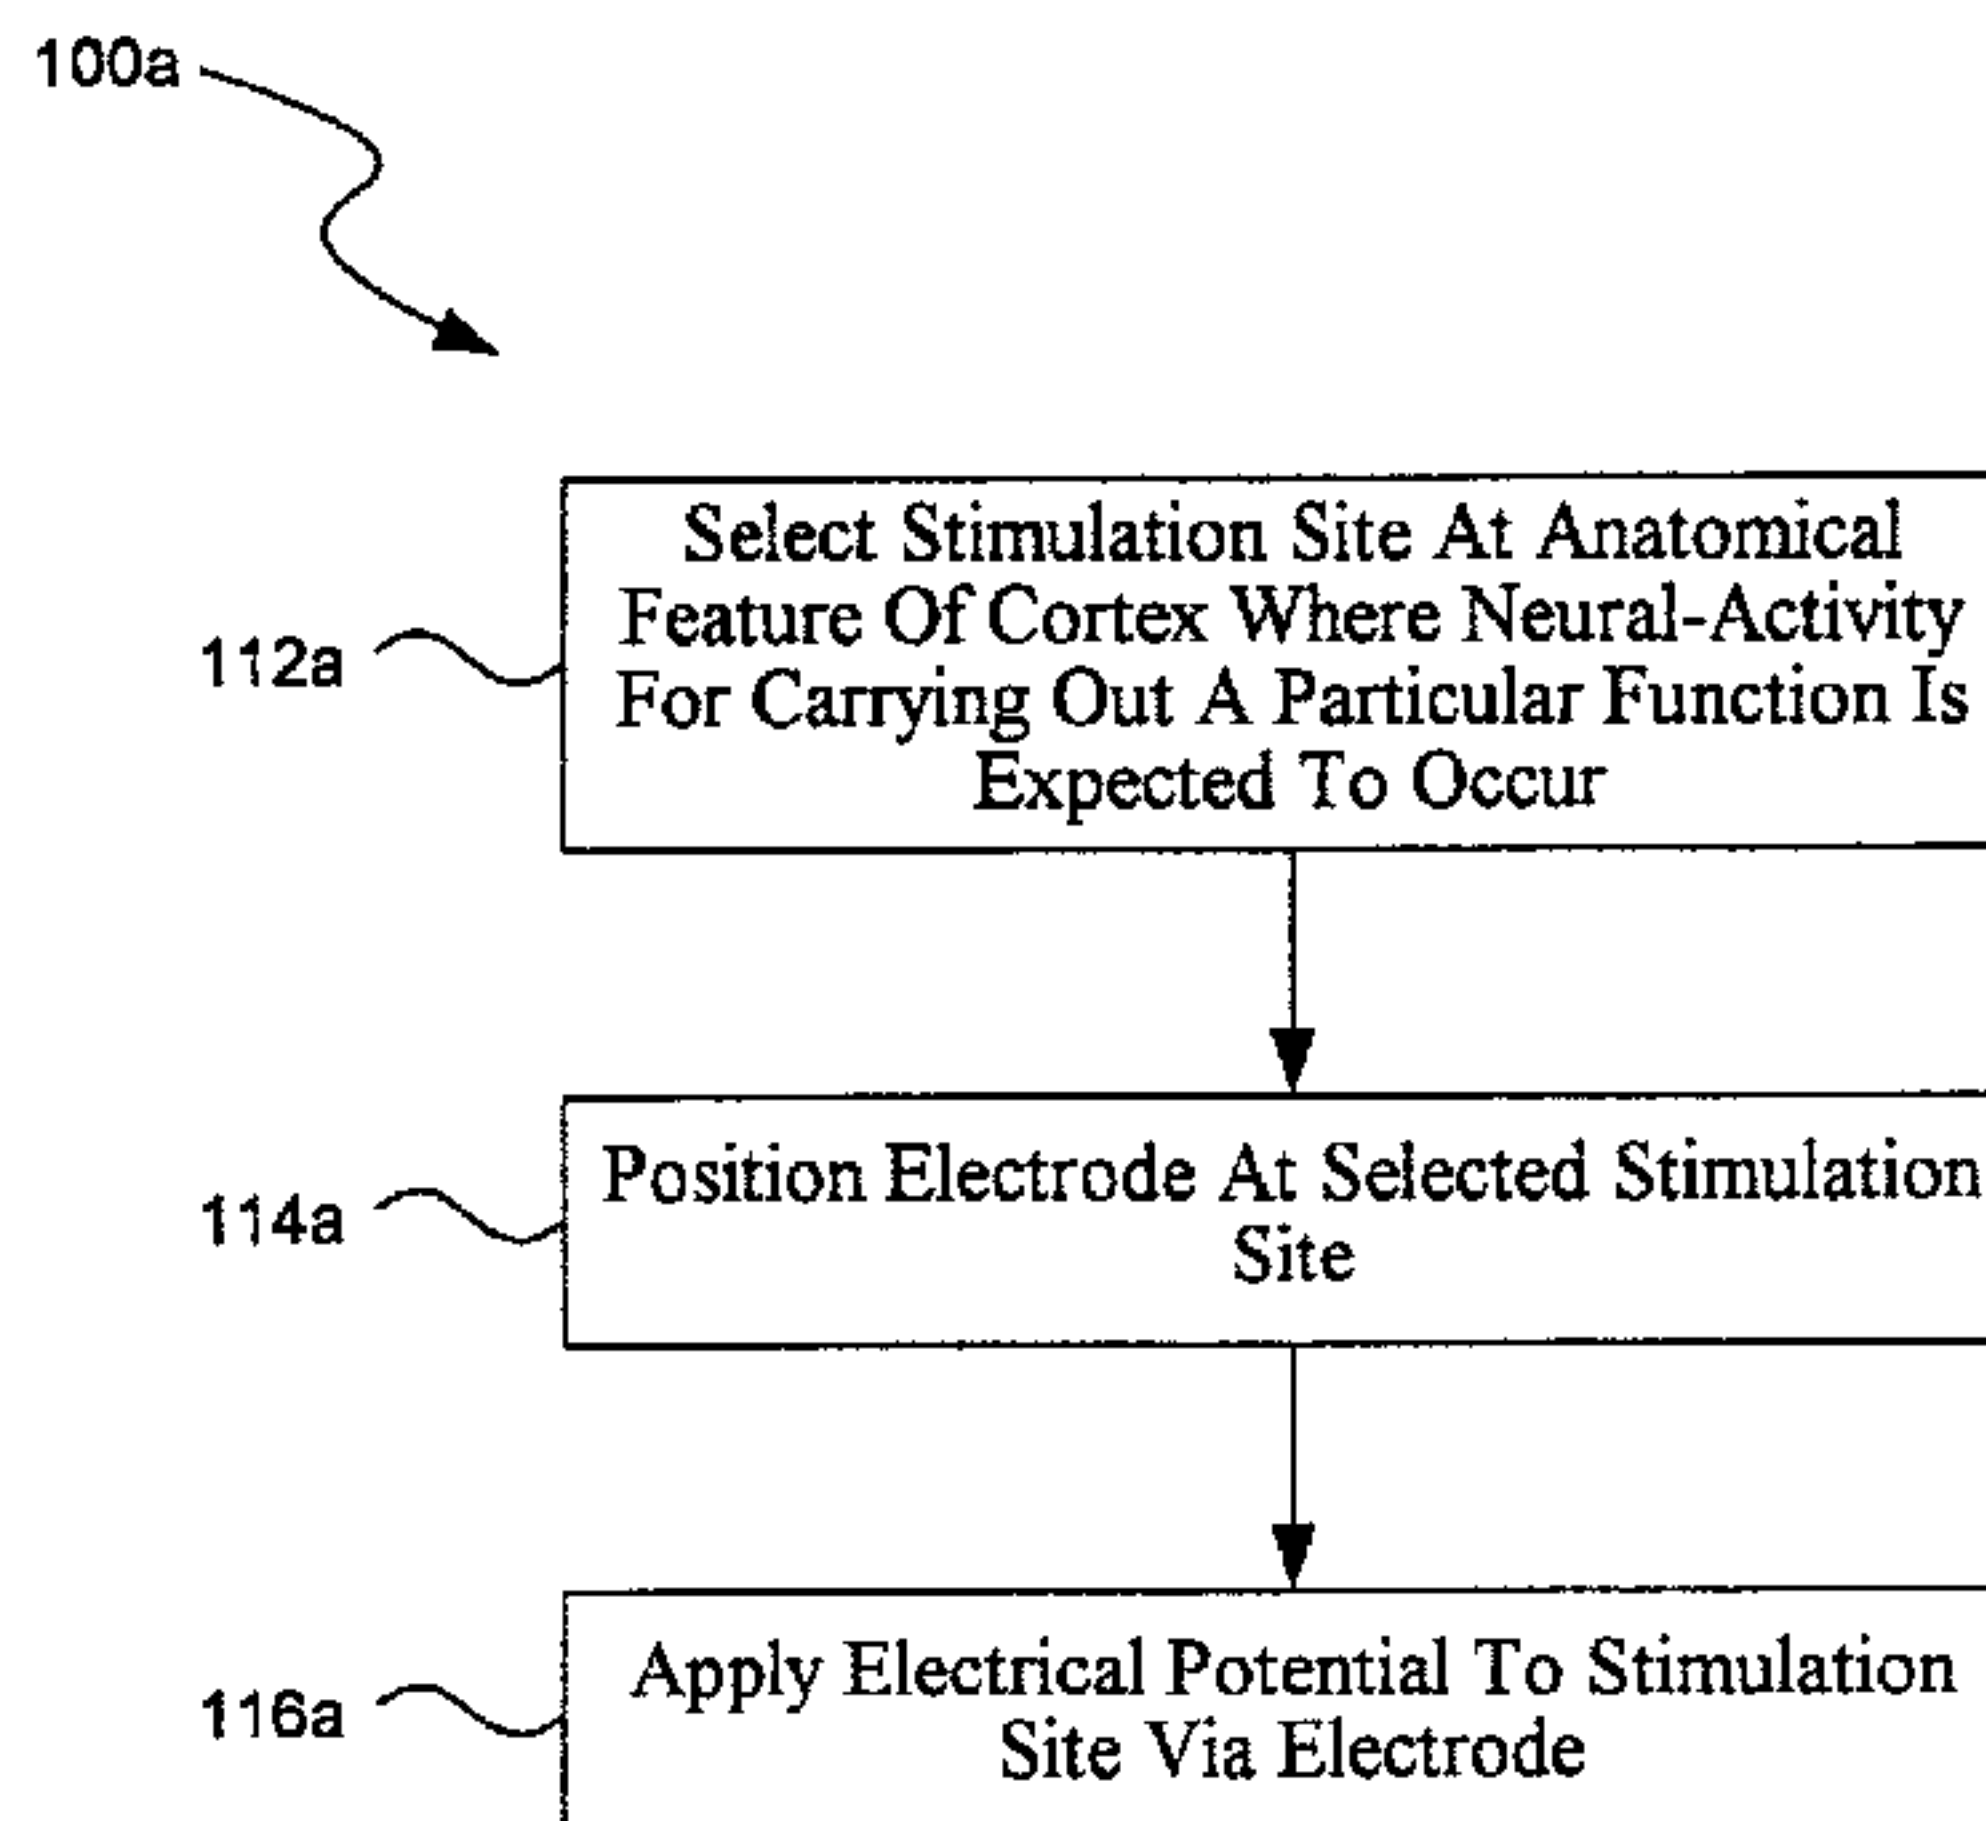 100a
Select Stimulation Site At Anatomical
Feature Of Cortex Where Neural-Activity
For Carrying Out A Particular Function Is
Expected To Occur
112a
Position Electrode At Selected Stimulation
Site
114a
Apply Electrical Potential To Stimulation
Site Via Electrode
116a